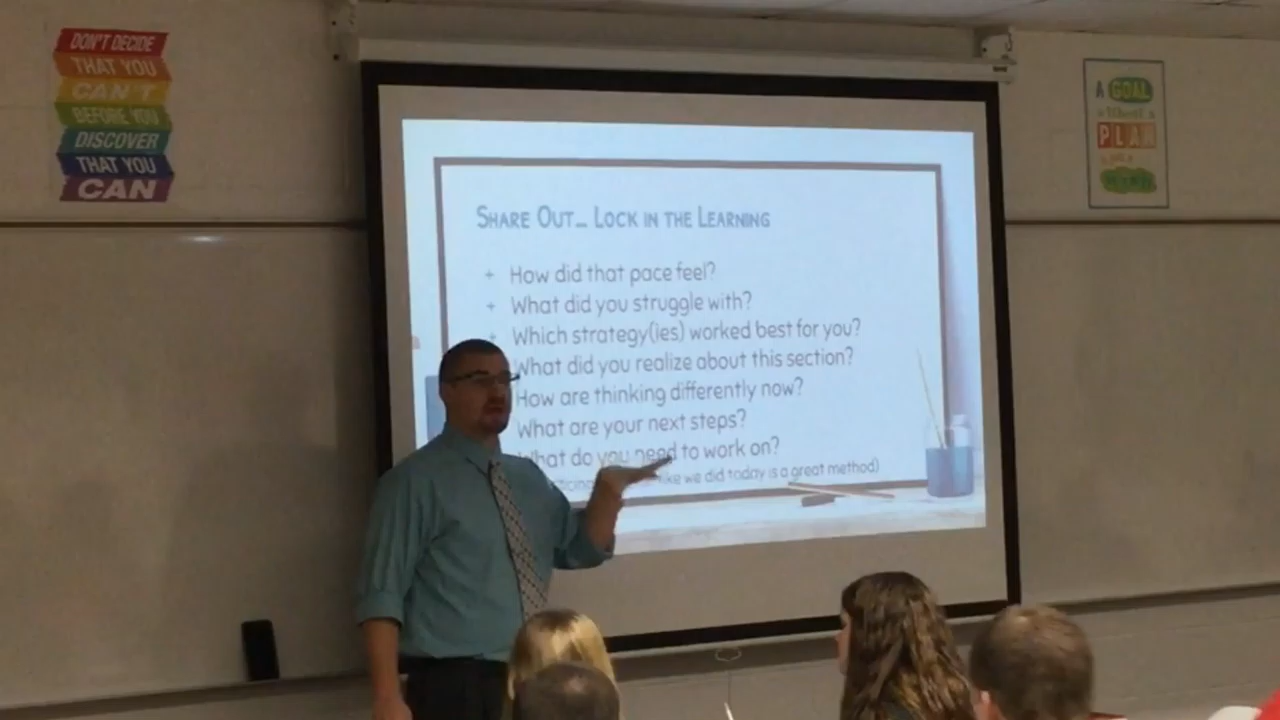 DON'T DECIDE
THAT YOU
CAN'T
BEFORE YOU
DISCOVER
THAT YOU
CAN
A GOAL
PLAN
SHARE OUT... LOCK IN THE LEARNING
+ How did that pace feel?
+ What did you struggle with?
+ Which strategy(ies) worked best for you?
What did you realize about this section?
How are thinking differently now?
What are your next steps?
What do you need to work on?
like we did today is a great method)